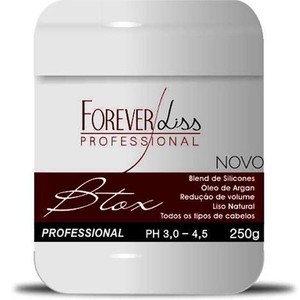 FOREVER Liss
PROFESSIONAL
NOVO
Blend de Silicones
Óleo de Argan
Redução de volume
Liso Natural
Todos os tipos de cabelos
Btox
PROFESSIONAL PH 3,0 – 4,5 250g